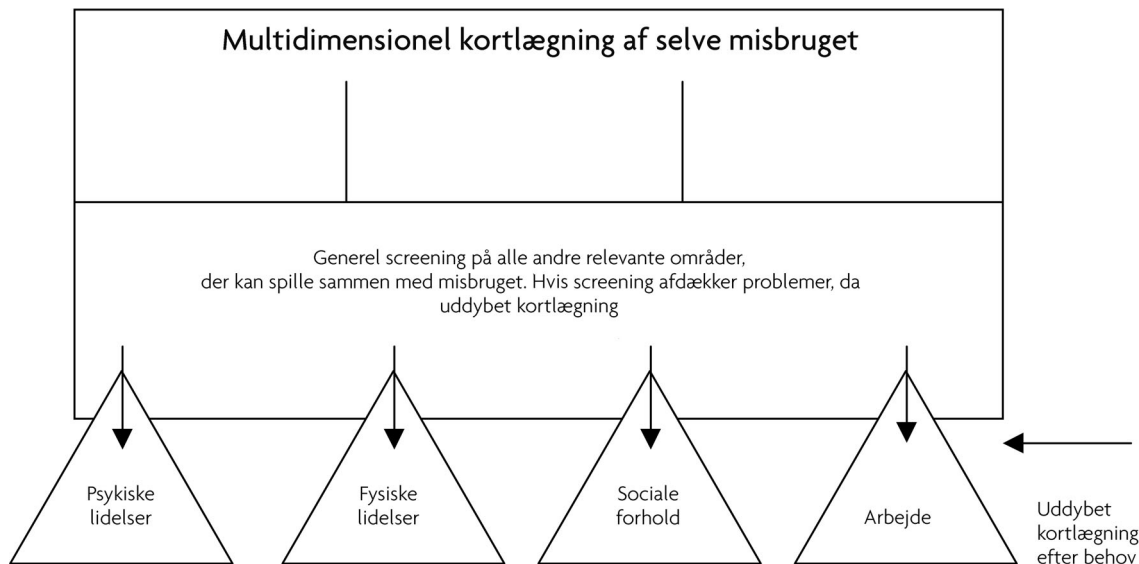 Multidimensionel kortlægning af selve misbruget
Generel screening på alle andre relevante områder,
der kan spille sammen med misbruget. Hvis screening afdækker problemer, da
uddybet kortlægning
Psykiske
lidelser
Fysiske
lidelser
Sociale
forhold
Arbejde
Uddybet
kortlægning
efter behov